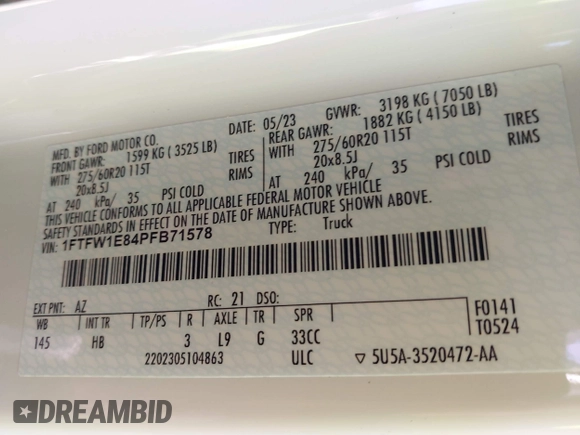 MFD. BY FORD MOTOR CO.
DATE: 05/23
GVWR: 3198 KG ( 7050 LB)
FRONT GAWR: 1599 KG ( 3525 LB)
REAR GAWR: 1882 KG ( 4150 LB)
WITH 275/60R20 115T TIRES
WITH 275/60R20 115T TIRES
20x8.5J RIMS
20x8.5J RIMS
AT 240 kPa/ 35 PSI COLD
AT 240 kPa/ 35 PSI COLD
THIS VEHICLE CONFORMS TO ALL APPLICABLE FEDERAL MOTOR VEHICLE
SAFETY STANDARDS IN EFFECT ON THE DATE OF MANUFACTURE SHOWN ABOVE.
VIN: 1FTFW1E84PFB71578
TYPE: Truck
EXT PNT: AZ RC: 21 DSO:
WB INT TR TP/PS R AXLE TR SPR
F0141
145 HB 3 L9 G 33CC
T0524
2202305104863 ULC ▽ 5U5A-3520472-AA
DREAMBID